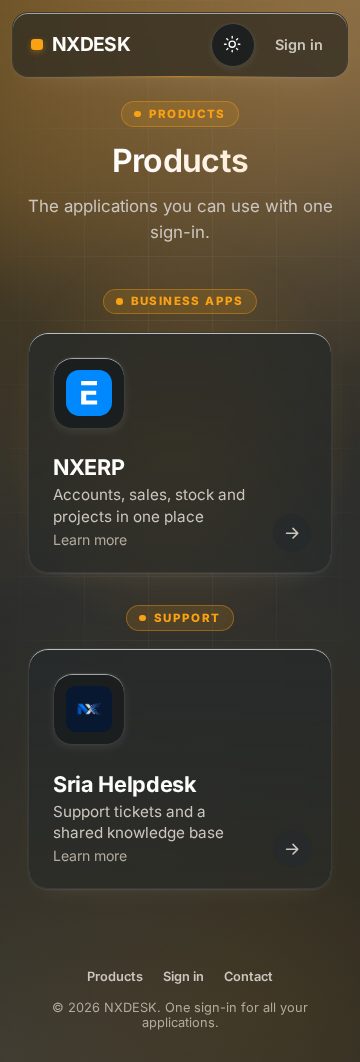 NXDESK
Sign in
PRODUCTS
Products
The applications you can use with one
sign-in.
BUSINESS APPS
E
NXERP
Accounts, sales, stock and
projects in one place
Learn more
SUPPORT
NX
Sria Helpdesk
Support tickets and a
shared knowledge base
Learn more
Products
Sign in
Contact
© 2026 NXDESK. One sign-in for all your
applications.